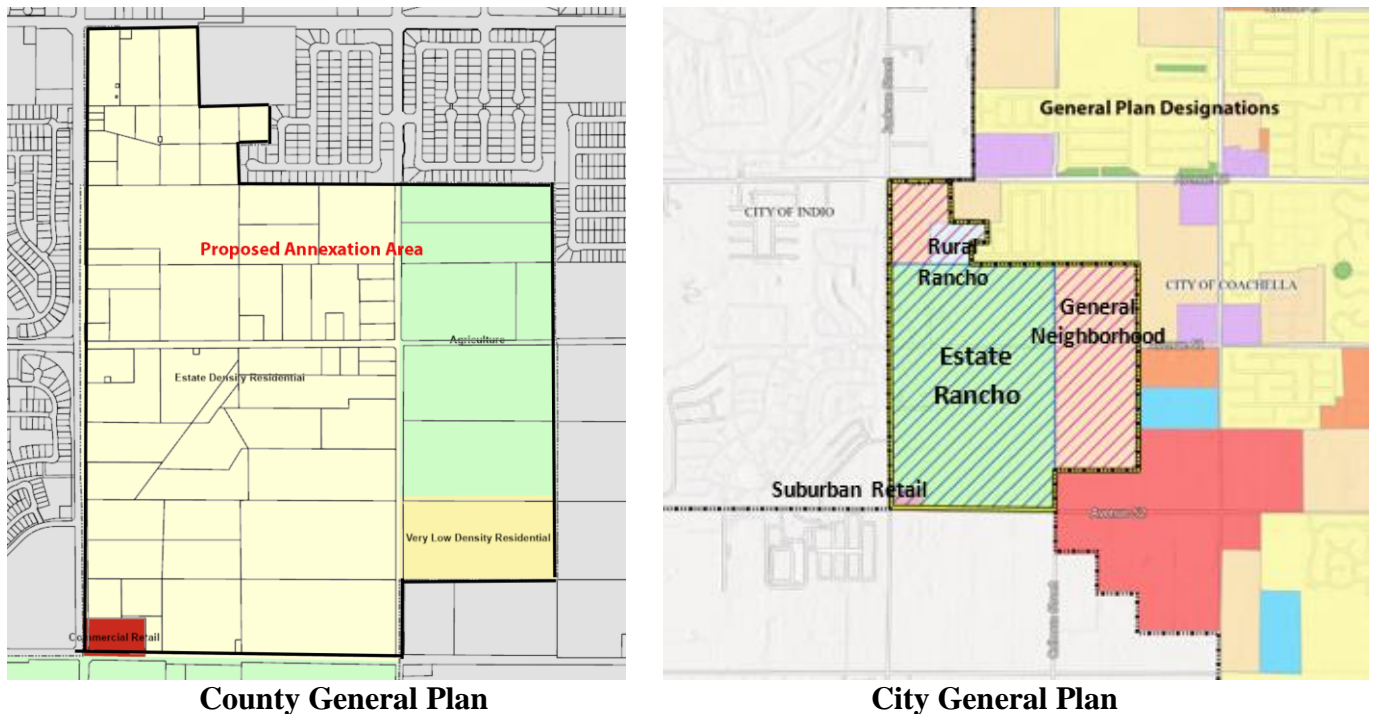 Proposed Annexation Area
Agriculture
Estate Density Residential
Very Low Density Residential
Commercial Retail
County General Plan
General Plan Designations
CITY OF INDIO
Rural
Rancho
CITY OF COACHELLA
General
Neighborhood
Estate
Rancho
Suburban Retail
Avenue 52
City General Plan